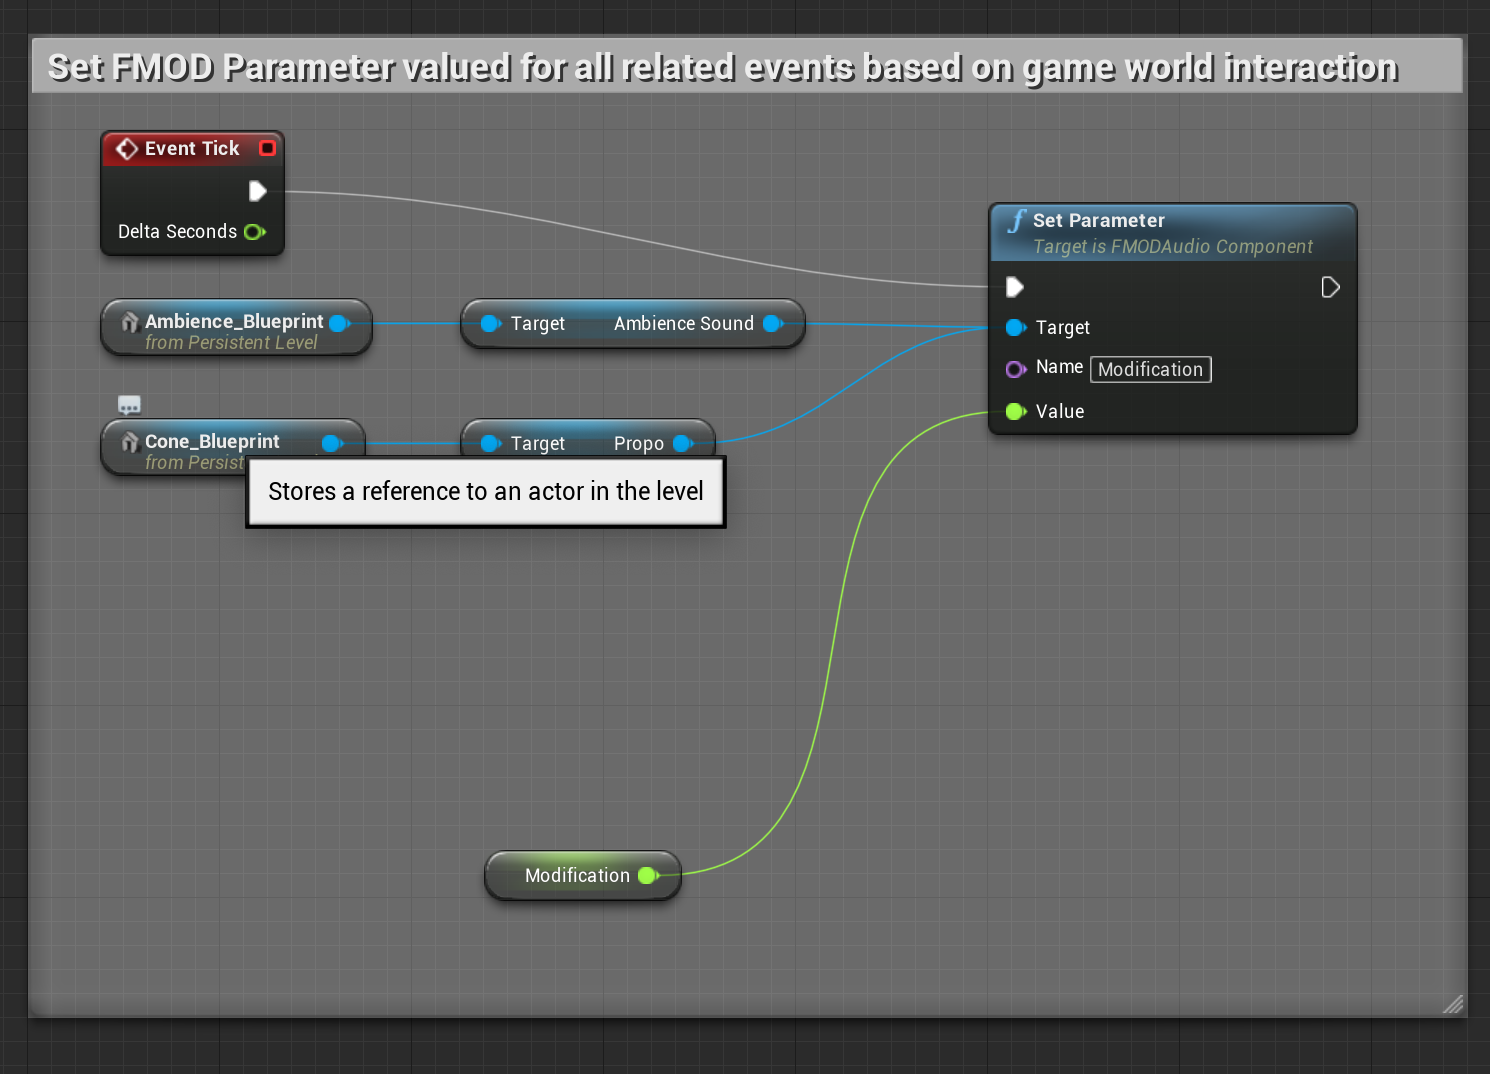 Set FMOD Parameter valued for all related events based on game world interaction
Event Tick
Delta Seconds
Set Parameter
Target is FMODAudio Component
Ambience_Blueprint
from Persistent Level
Target Ambience Sound
Target
Name Modification
Value
Cone_Blueprint
from Persist
Target Propo
Stores a reference to an actor in the level
Modification